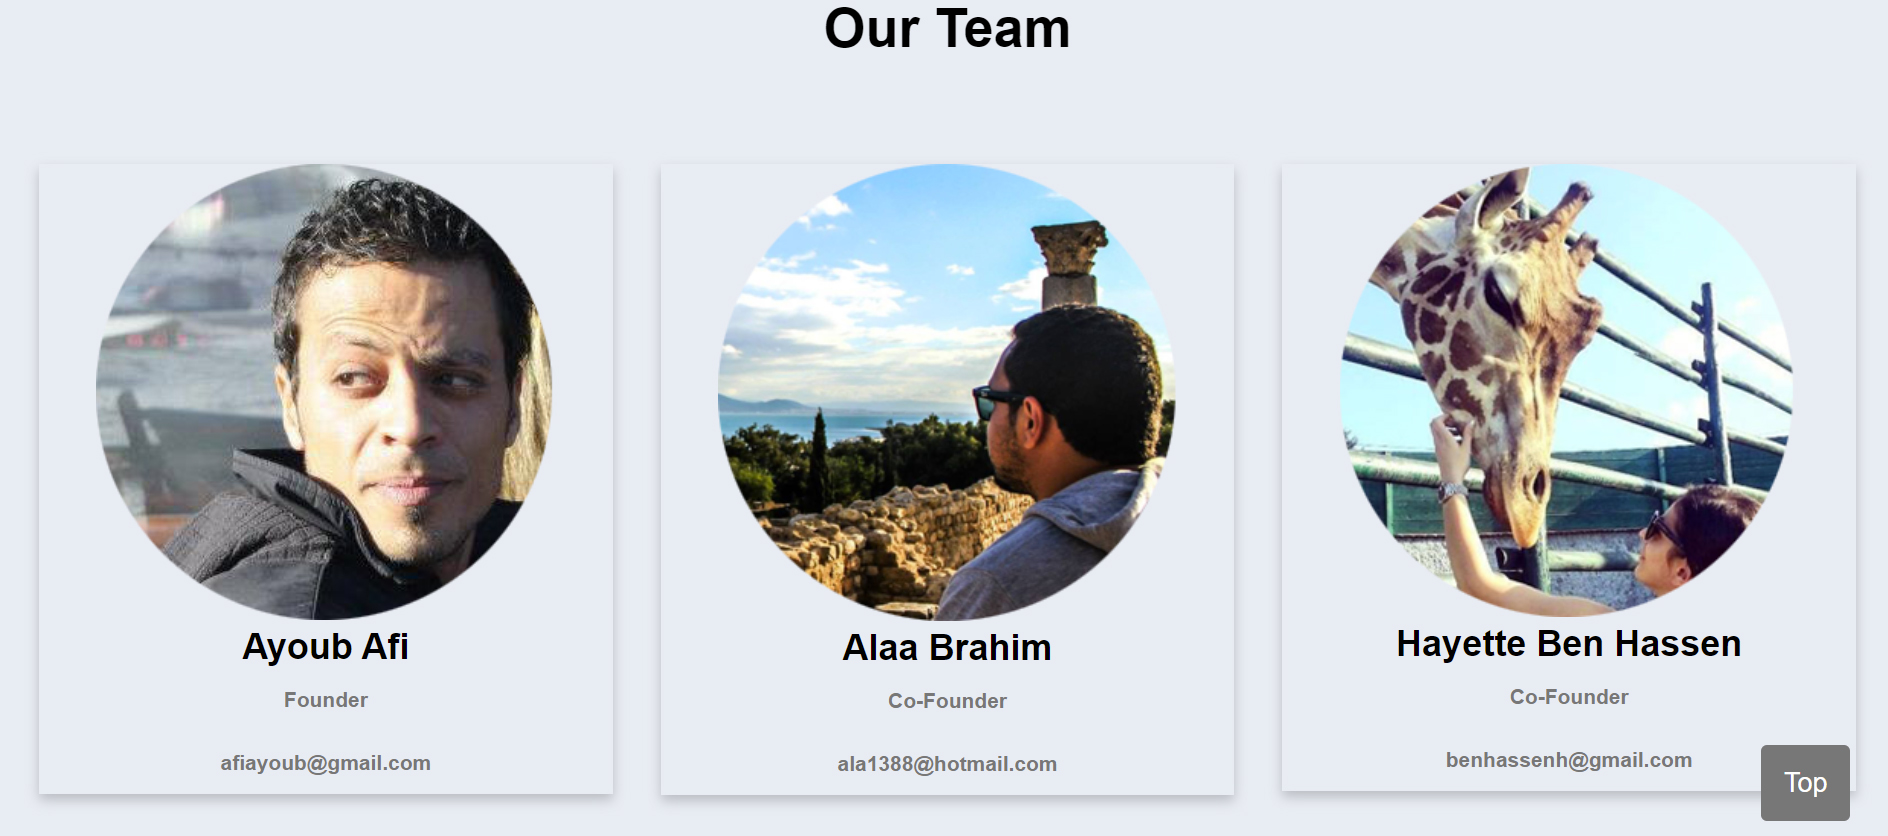 Our Team
Ayoub Afi
Founder
afiayoub@gmail.com
Alaa Brahim
Co-Founder
ala1388@hotmail.com
Hayette Ben Hassen
Co-Founder
benhassenh@gmail.com
Top